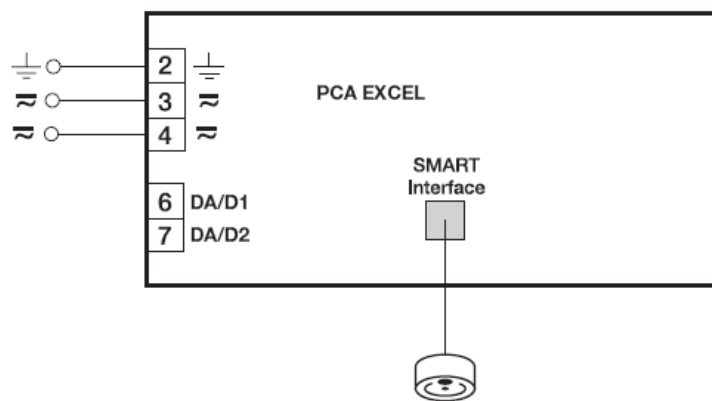 2
3
4
PCA EXCEL
SMART
Interface
6 DA/D1
7 DA/D2